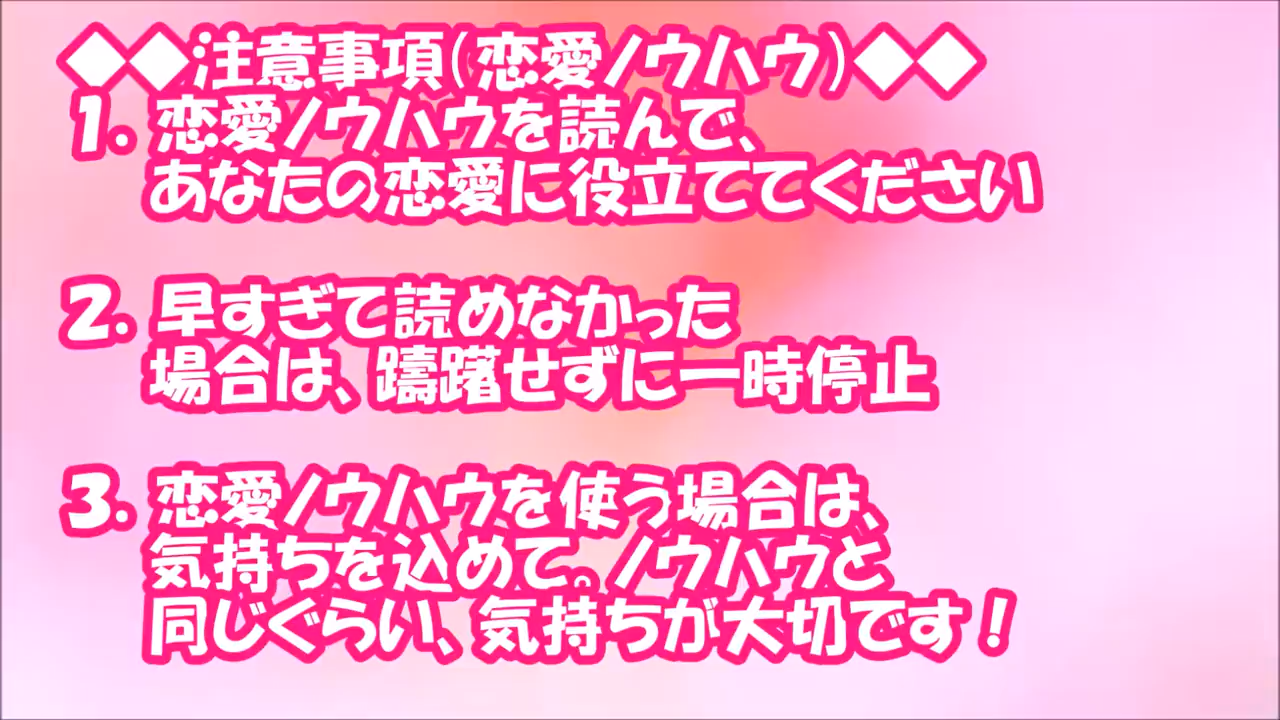 ◆◆注意事項(恋愛ノウハウ)◆◆
1. 恋愛ノウハウを読んで、
あなたの恋愛に役立ててください
2. 早すぎて読めなかった
場合は、躊躇せずに一時停止
3. 恋愛ノウハウを使う場合は、
気持ちを込めて。ノウハウと
同じぐらい、気持ちが大切です!